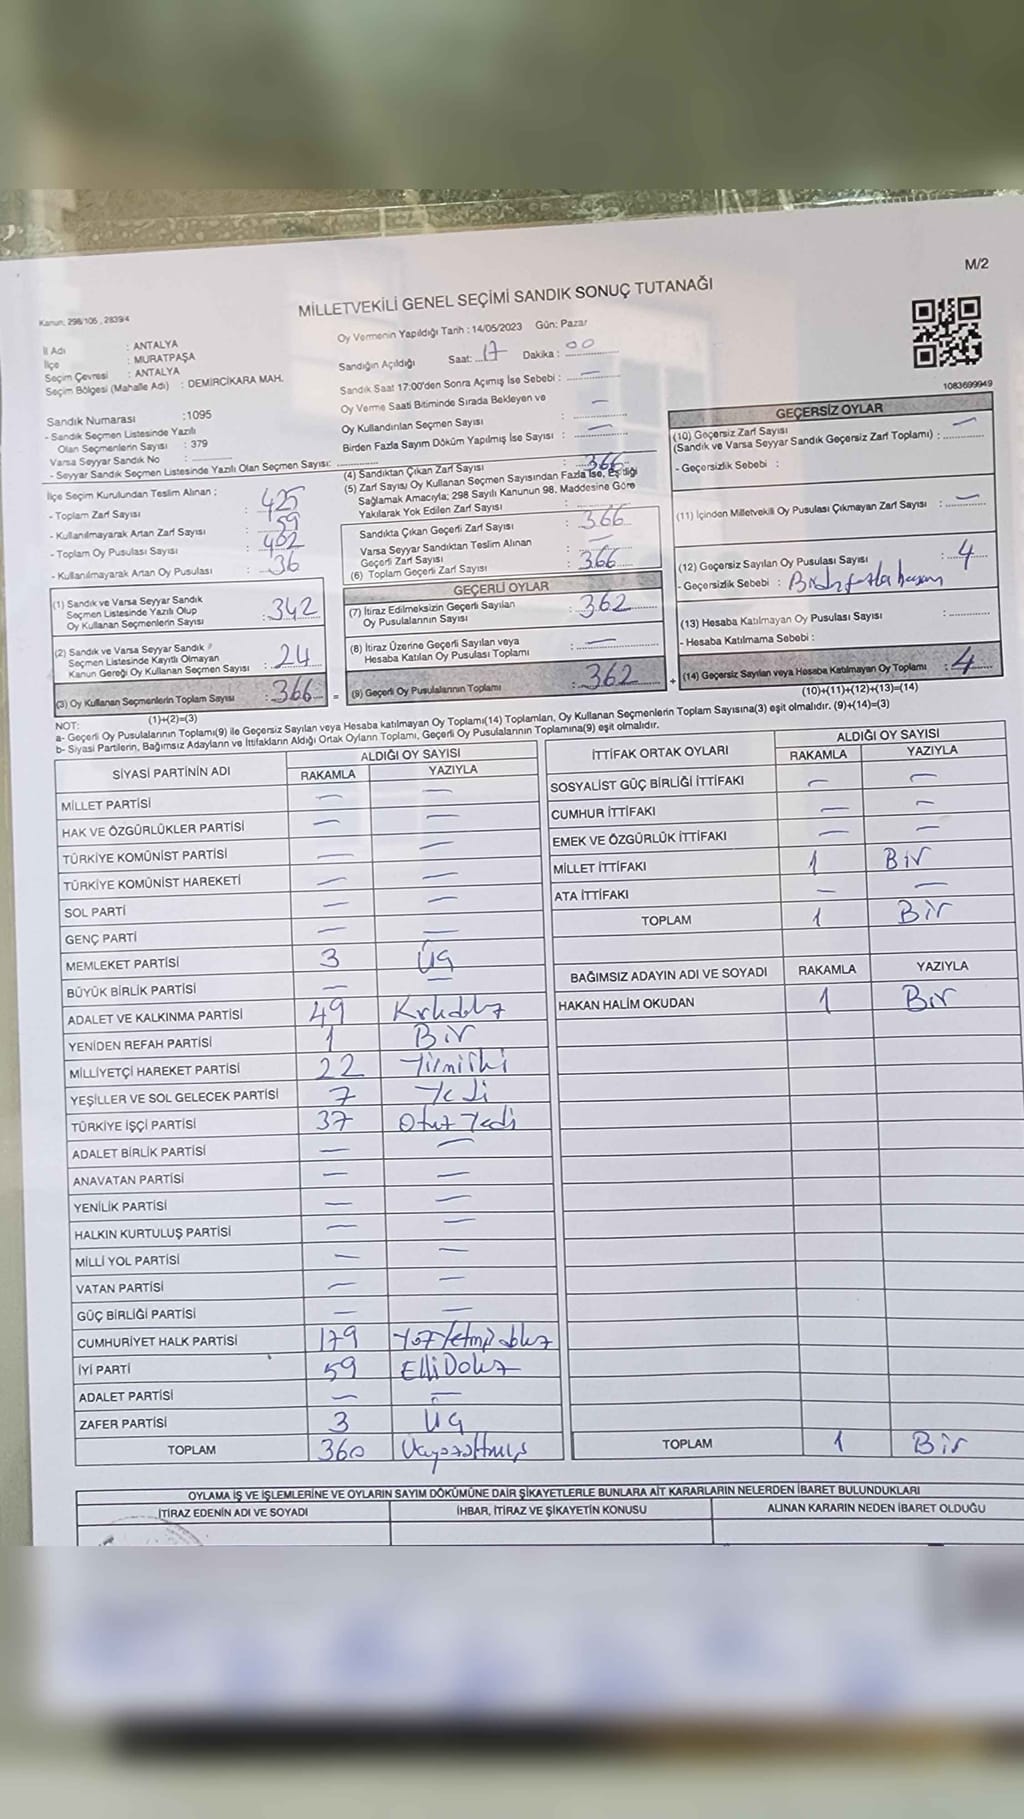 M/2
MİLLETVEKİLİ GENEL SEÇİMİ SANDIK SONUÇ TUTANAĞI
Kanun: 298/105 , 2839/4
1083699949
İl Adı : ANTALYA
İlçe : MURATPAŞA
Seçim Çevresi : ANTALYA
Seçim Bölgesi (Mahalle Adı) : DEMİRCİKARA MAH.
Sandık Numarası :1095
- Sandık Seçmen Listesinde Yazılı
Olan Seçmenlerin Sayısı : 379
Varsa Seyyar Sandık No :
- Seyyar Sandık Seçmen Listesinde Yazılı Olan Seçmen Sayısı:
İlçe Seçim Kurulundan Teslim Alınan ;
- Toplam Zarf Sayısı : 425
- Kullanılmayarak Artan Zarf Sayısı : 59
- Toplam Oy Pusulası Sayısı : 402
- Kullanılmayarak Artan Oy Pusulası : 36
(1) Sandık ve Varsa Seyyar Sandık
Seçmen Listesinde Yazılı Olup
Oy Kullanan Seçmenlerin Sayısı : 342
(2) Sandık ve Varsa Seyyar Sandık
Seçmen Listesinde Kayıtlı Olmayan
Kanun Gereği Oy Kullanan Seçmen Sayısı : 24
(3) Oy Kullanan Seçmenlerin Toplam Sayısı : 366 =
(1)+(2)=(3)
Oy Vermenin Yapıldığı Tarih : 14/05/2023 Gün: Pazar
Sandığın Açıldığı Saat: 17 Dakika : 00
Sandık Saat 17:00'den Sonra Açımış İse Sebebi : —
Oy Verme Saati Bitiminde Sırada Bekleyen ve
Oy Kullandırılan Seçmen Sayısı : —
Birden Fazla Sayım Döküm Yapılmış İse Sayısı : —
(4) Sandıktan Çıkan Zarf Sayısı : 366
(5) Zarf Sayısı Oy Kullanan Seçmen Sayısından Fazla İse, Eşitliği
Sağlamak Amacıyla; 298 Sayılı Kanunun 98. Maddesine Göre
Yakılarak Yok Edilen Zarf Sayısı :
Sandıkta Çıkan Geçerli Zarf Sayısı : 366
Varsa Seyyar Sandıktan Teslim Alınan
Geçerli Zarf Sayısı : —
(6) Toplam Geçerli Zarf Sayısı : 366
GEÇERLİ OYLAR
(7) İtiraz Edilmeksizin Geçerli Sayılan
Oy Pusulalarının Sayısı : 362
(8) İtiraz Üzerine Geçerli Sayılan veya
Hesaba Katılan Oy Pusulası Toplamı : —
(9) Geçerli Oy Pusulalarının Toplamı : 362 +
GEÇERSİZ OYLAR
(10) Geçersiz Zarf Sayısı
(Sandık ve Varsa Seyyar Sandık Geçersiz Zarf Toplamı) : —
- Geçersizlik Sebebi :
(11) İçinden Milletvekili Oy Pusulası Çıkmayan Zarf Sayısı : —
(12) Geçersiz Sayılan Oy Pusulası Sayısı : 4
- Geçersizlik Sebebi :
(13) Hesaba Katılmayan Oy Pusulası Sayısı :
- Hesaba Katılmama Sebebi :
(14) Geçersiz Sayılan veya Hesaba Katılmayan Oy Toplamı : 4
(10)+(11)+(12)+(13)=(14)
NOT:
a- Geçerli Oy Pusulalarının Toplamı(9) ile Geçersiz Sayılan veya Hesaba katılmayan Oy Toplamı(14) Toplamları, Oy Kullanan Seçmenlerin Toplam Sayısına(3) eşit olmalıdır. (9)+(14)=(3)
b- Siyasi Partilerin, Bağımsız Adayların ve İttifakların Aldığı Ortak Oyların Toplamı, Geçerli Oy Pusulalarının Toplamına(9) eşit olmalıdır.
SİYASİ PARTİNİN ADI ALDIĞI OY SAYISI
RAKAMLA YAZIYLA
MİLLET PARTİSİ — —
HAK VE ÖZGÜRLÜKLER PARTİSİ — —
TÜRKİYE KOMÜNİST PARTİSİ — —
TÜRKİYE KOMÜNİST HAREKETİ — —
SOL PARTİ — —
GENÇ PARTİ — —
MEMLEKET PARTİSİ 3 Üç
BÜYÜK BİRLİK PARTİSİ — —
ADALET VE KALKINMA PARTİSİ 49
YENİDEN REFAH PARTİSİ 1 Bir
MİLLİYETÇİ HAREKET PARTİSİ 22 Yirmiiki
YEŞİLLER VE SOL GELECEK PARTİSİ 7 Yedi
TÜRKİYE İŞÇİ PARTİSİ 37 Otuz Yedi
ADALET BİRLİK PARTİSİ — —
ANAVATAN PARTİSİ — —
YENİLİK PARTİSİ — —
HALKIN KURTULUŞ PARTİSİ — —
MİLLİ YOL PARTİSİ — —
VATAN PARTİSİ — —
GÜÇ BİRLİĞİ PARTİSİ — —
CUMHURİYET HALK PARTİSİ 179
İYİ PARTİ 59 Elli Dokuz
ADALET PARTİSİ — —
ZAFER PARTİSİ 3 Üç
TOPLAM 360 Üçyüzaltmış
İTTİFAK ORTAK OYLARI ALDIĞI OY SAYISI
RAKAMLA YAZIYLA
SOSYALİST GÜÇ BİRLİĞİ İTTİFAKI — —
CUMHUR İTTİFAKI — —
EMEK VE ÖZGÜRLÜK İTTİFAKI — —
MİLLET İTTİFAKI 1 Bir
ATA İTTİFAKI — —
TOPLAM 1 Bir
BAĞIMSIZ ADAYIN ADI VE SOYADI RAKAMLA YAZIYLA
HAKAN HALİM OKUDAN 1 Bir
TOPLAM 1 Bir
OYLAMA İŞ VE İŞLEMLERİNE VE OYLARIN SAYIM DÖKÜMÜNE DAİR ŞİKAYETLERLE BUNLARA AİT KARARLARIN NELERDEN İBARET BULUNDUKLARI
İTİRAZ EDENİN ADI VE SOYADI İHBAR, İTİRAZ VE ŞİKAYETİN KONUSU ALINAN KARARIN NEDEN İBARET OLDUĞU